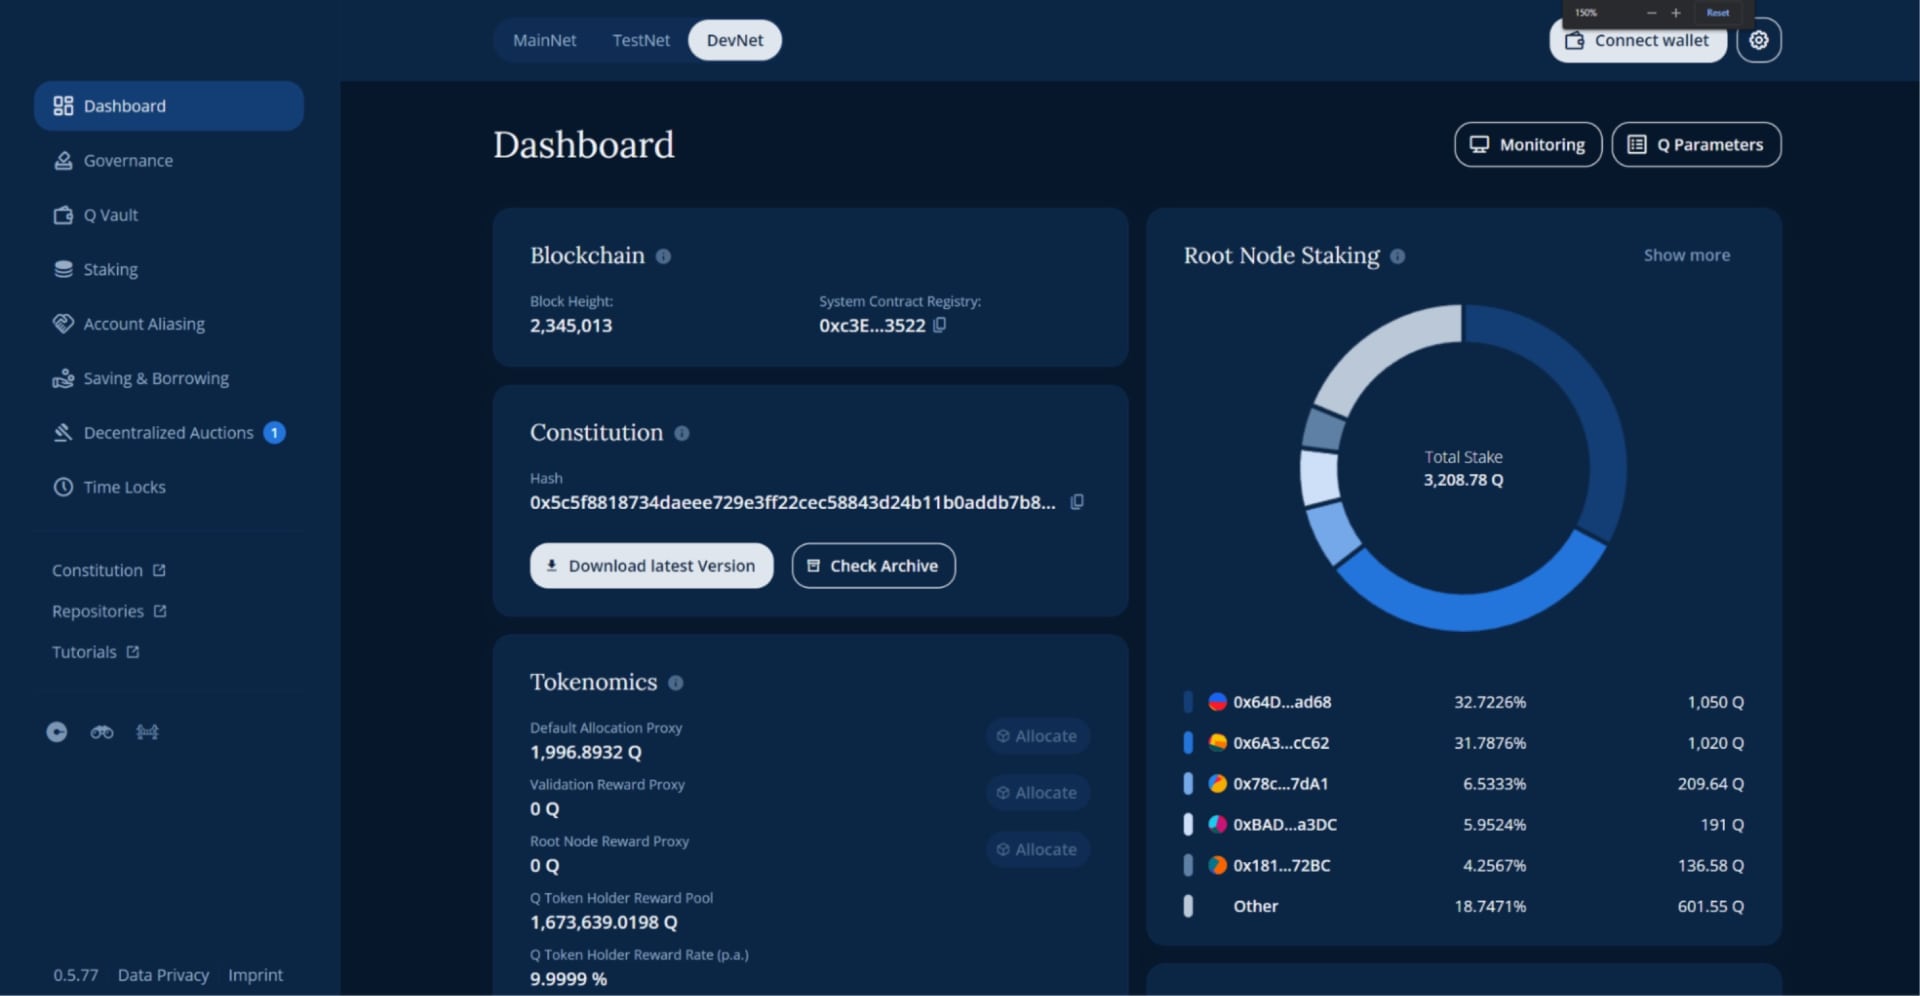 150%
Reset
MainNet
TestNet
DevNet
Connect wallet
Dashboard
Governance
Q Vault
Staking
Account Aliasing
Saving & Borrowing
Decentralized Auctions 1
Time Locks
Constitution
Repositories
Tutorials
0.5.77 Data Privacy Imprint
Dashboard
Monitoring
Q Parameters
Blockchain
Block Height:
2,345,013
System Contract Registry:
0xc3E...3522
Constitution
Hash
0x5c5f8818734daeee729e3ff22cec58843d24b11b0addb7b8...
Download latest Version
Check Archive
Tokenomics
Default Allocation Proxy
1,996.8932 Q
Allocate
Validation Reward Proxy
0 Q
Allocate
Root Node Reward Proxy
0 Q
Allocate
Q Token Holder Reward Pool
1,673,639.0198 Q
Q Token Holder Reward Rate (p.a.)
9.9999 %
Root Node Staking
Show more
Total Stake
3,208.78 Q
0x64D...ad68 32.7226% 1,050 Q
0x6A3...cC62 31.7876% 1,020 Q
0x78c...7dA1 6.5333% 209.64 Q
0xBAD...a3DC 5.9524% 191 Q
0x181...72BC 4.2567% 136.58 Q
Other 18.7471% 601.55 Q